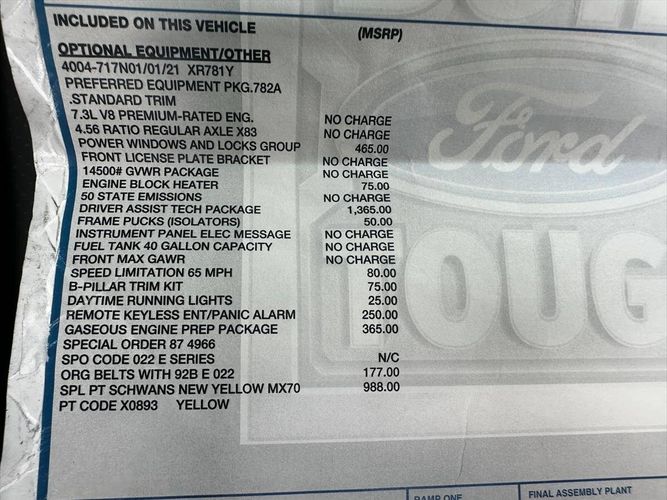 INCLUDED ON THIS VEHICLE
(MSRP)
OPTIONAL EQUIPMENT/OTHER
4004-717N01/01/21 XR781Y
PREFERRED EQUIPMENT PKG.782A
.STANDARD TRIM
7.3L V8 PREMIUM-RATED ENG. NO CHARGE
4.56 RATIO REGULAR AXLE X83 NO CHARGE
POWER WINDOWS AND LOCKS GROUP 465.00
FRONT LICENSE PLATE BRACKET NO CHARGE
14500# GVWR PACKAGE NO CHARGE
ENGINE BLOCK HEATER 75.00
50 STATE EMISSIONS NO CHARGE
DRIVER ASSIST TECH PACKAGE 1,365.00
FRAME PUCKS (ISOLATORS) 50.00
INSTRUMENT PANEL ELEC MESSAGE NO CHARGE
FUEL TANK 40 GALLON CAPACITY NO CHARGE
FRONT MAX GAWR NO CHARGE
SPEED LIMITATION 65 MPH 80.00
B-PILLAR TRIM KIT 75.00
DAYTIME RUNNING LIGHTS 25.00
REMOTE KEYLESS ENT/PANIC ALARM 250.00
GASEOUS ENGINE PREP PACKAGE 365.00
SPECIAL ORDER 87 4966
SPO CODE 022 E SERIES N/C
ORG BELTS WITH 92B E 022 177.00
SPL PT SCHWANS NEW YELLOW MX70 988.00
PT CODE X0893 YELLOW
Ford
TOUG
RAMP ONE
FINAL ASSEMBLY PLANT